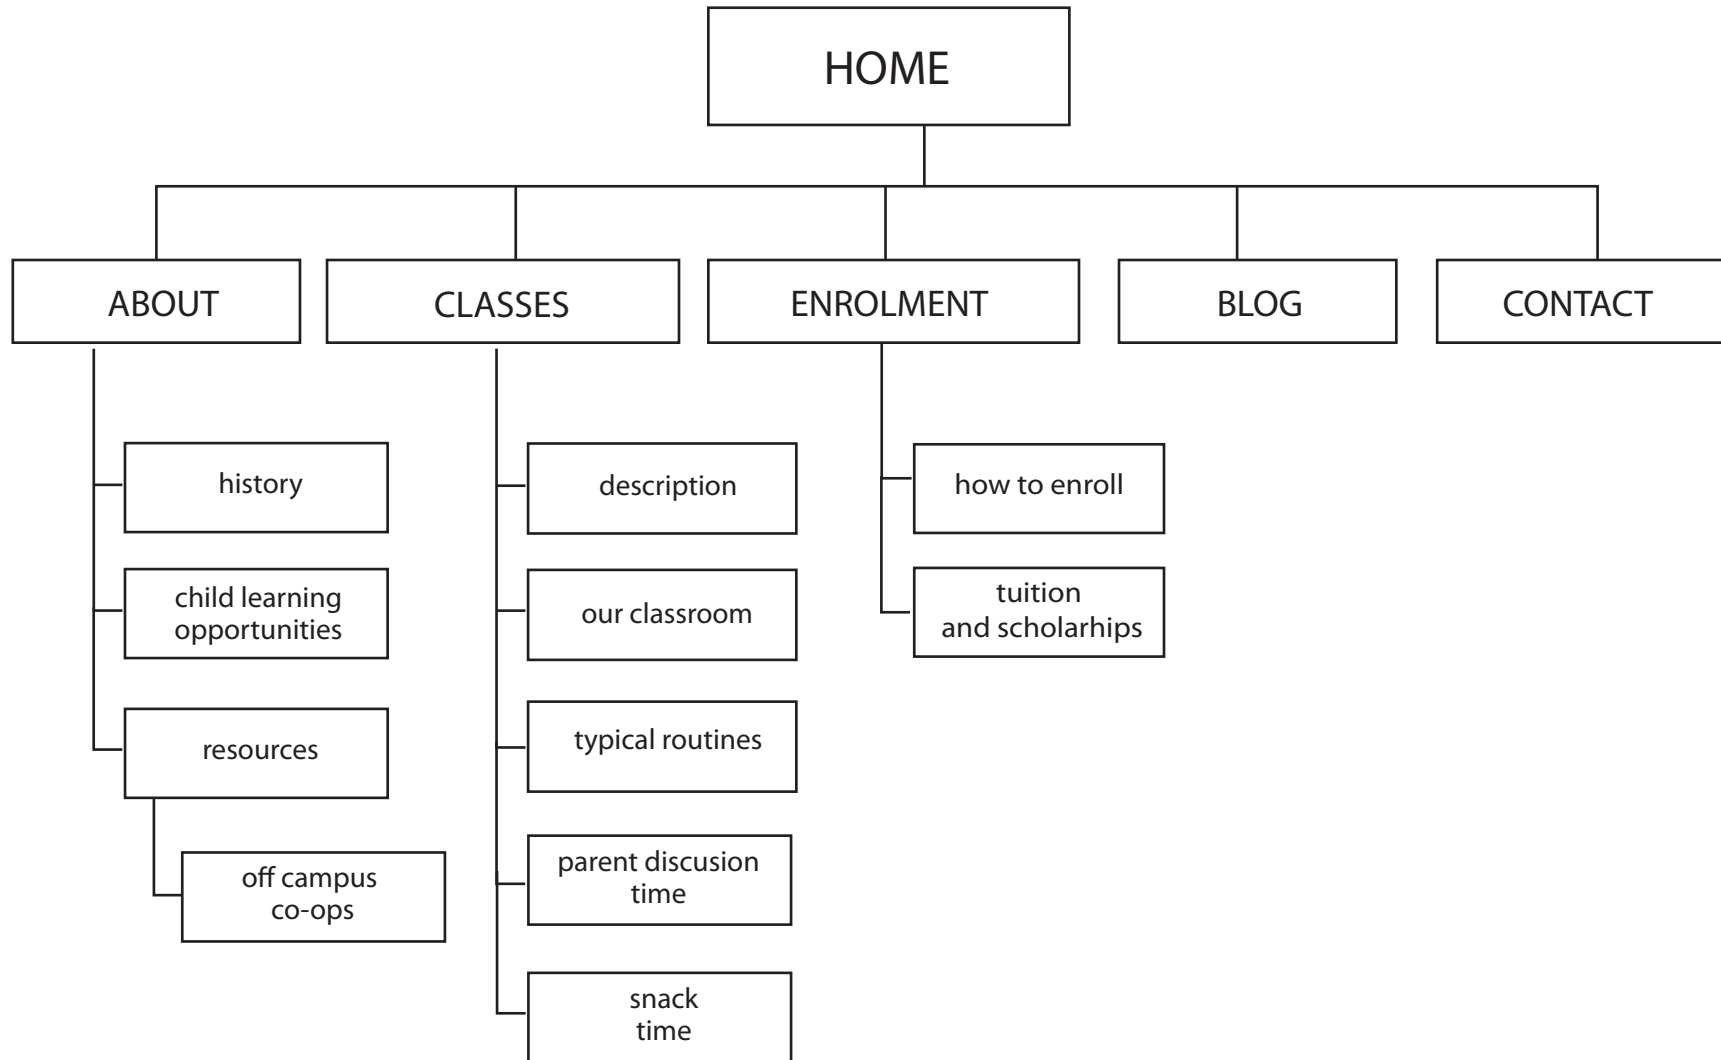 HOME
ABOUT
CLASSES
ENROLMENT
BLOG
CONTACT
history
child learning
opportunities
resources
off campus
co-ops
description
our classroom
typical routines
parent discusion
time
snack
time
how to enroll
tuition
and scholarhips